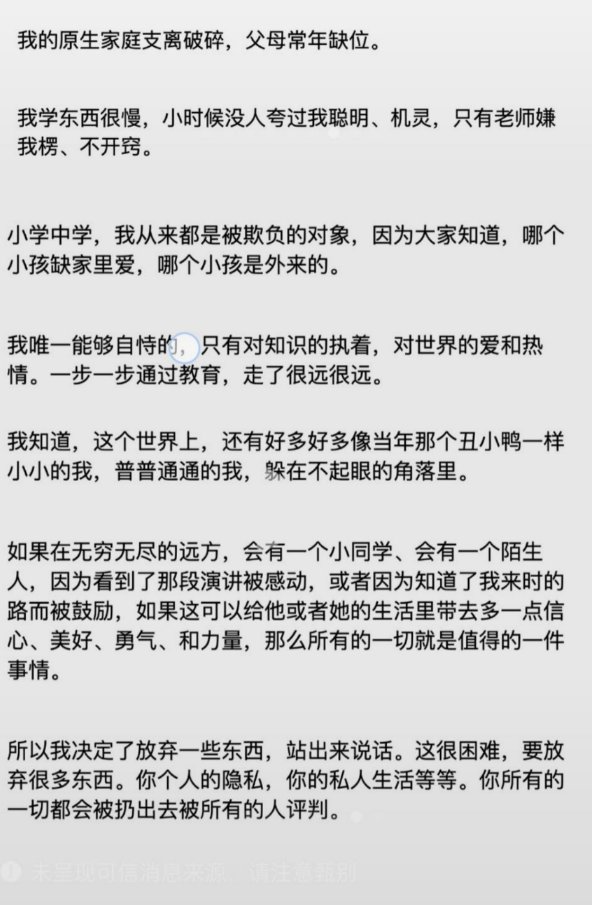 我的原生家庭支离破碎，父母常年缺位。
我学东西很慢，小时候没人夸过我聪明、机灵，只有老师嫌
我楞、不开窍。
小学中学，我从来都是被欺负的对象，因为大家知道，哪个
小孩缺家里爱，哪个小孩是外来的。
我唯一能够自恃的，只有对知识的执着，对世界的爱和热
情。一步一步通过教育，走了很远很远。
我知道，这个世界上，还有好多好多像当年那个丑小鸭一样
小小的我，普普通通的我，躲在不起眼的角落里。
如果在无穷无尽的远方，会有一个小同学、会有一个陌生
人，因为看到了那段演讲被感动，或者因为知道了我来时的
路而被鼓励，如果这可以给他或者她的生活里带去多一点信
心、美好、勇气、和力量，那么所有的一切就是值得的一件
事情。
所以我决定了放弃一些东西，站出来说话。这很困难，要放
弃很多东西。你个人的隐私，你的私人生活等等。你所有的
一切都会被扔出去被所有的人评判。
未呈现可信消息来源，请注意甄别